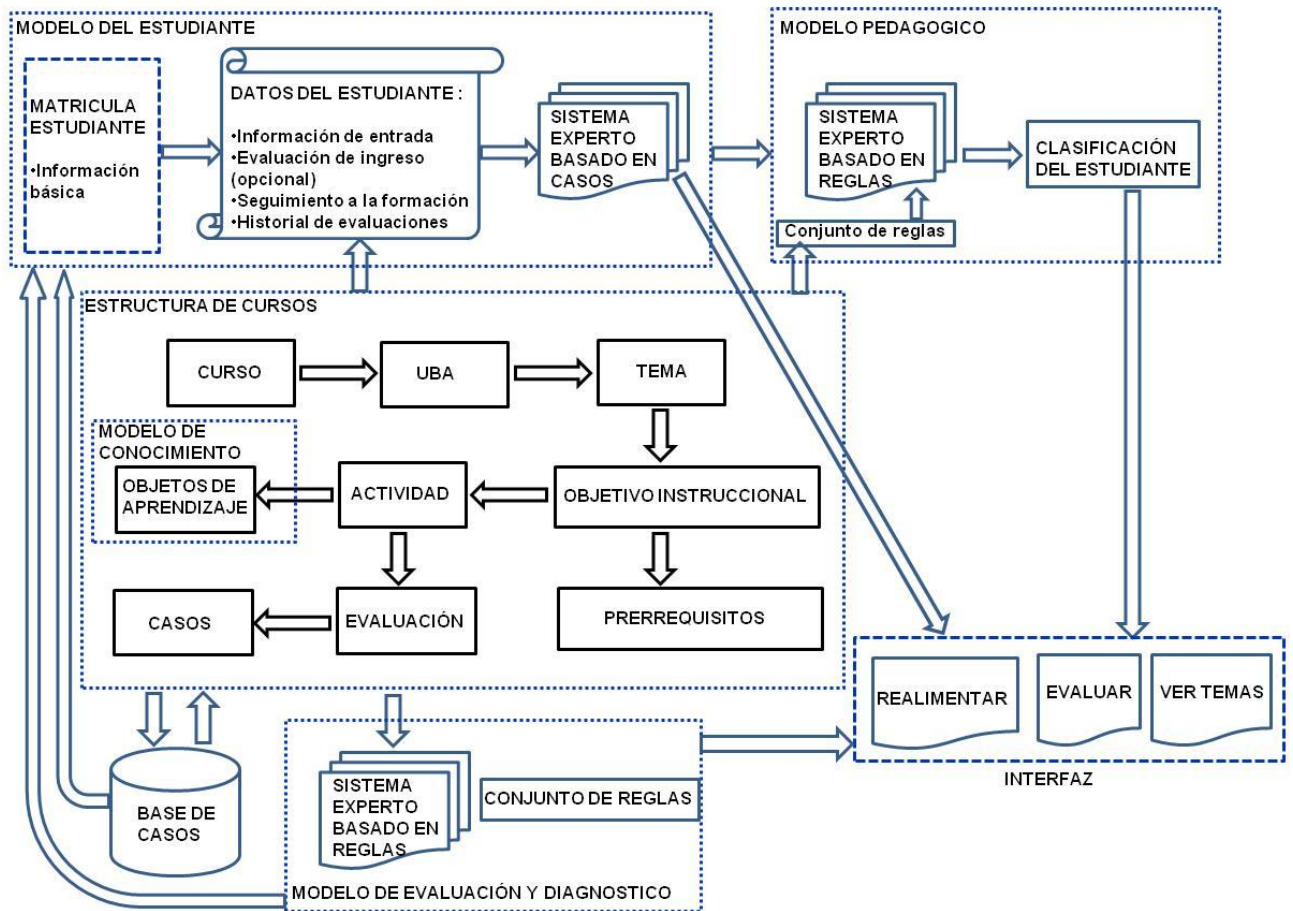 MODELO DEL ESTUDIANTE
MATRICULA
ESTUDIANTE
•Información
básica
DATOS DEL ESTUDIANTE :
•Información de entrada
•Evaluación de ingreso
(opcional)
•Seguimiento a la formación
•Historial de evaluaciones
SISTEMA
EXPERTO
BASADO EN
CASOS
MODELO PEDAGOGICO
SISTEMA
EXPERTO
BASADO EN
REGLAS
Conjunto de reglas
CLASIFICACIÓN
DEL ESTUDIANTE
ESTRUCTURA DE CURSOS
CURSO
UBA
TEMA
MODELO DE
CONOCIMIENTO
OBJETOS DE
APRENDIZAJE
ACTIVIDAD
OBJETIVO INSTRUCCIONAL
CASOS
EVALUACIÓN
PRERREQUISITOS
REALIMENTAR
EVALUAR
VER TEMAS
INTERFAZ
BASE DE
CASOS
SISTEMA
EXPERTO
BASADO EN
REGLAS
CONJUNTO DE REGLAS
MODELO DE EVALUACIÓN Y DIAGNOSTICO